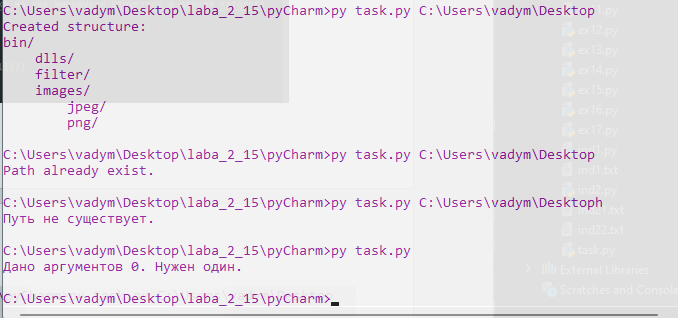 C:\Users\vadym\Desktop\laba_2_15\pyCharm>py task.py C:\Users\vadym\Desktop
Created structure:
bin/
    dlls/
    filter/
    images/
        jpeg/
        png/
C:\Users\vadym\Desktop\laba_2_15\pyCharm>py task.py C:\Users\vadym\Desktop
Path already exist.
C:\Users\vadym\Desktop\laba_2_15\pyCharm>py task.py C:\Users\vadym\Desktoph
Путь не существует.
C:\Users\vadym\Desktop\laba_2_15\pyCharm>py task.py
Дано аргументов 0. Нужен один.
C:\Users\vadym\Desktop\laba_2_15\pyCharm>
ex12.py
ex13.py
ex14.py
ex15.py
ex16.py
ex17.py
ind1.txt
ind2.py
ind21.txt
ind22.txt
task.py
External Libraries
Scratches and Consol